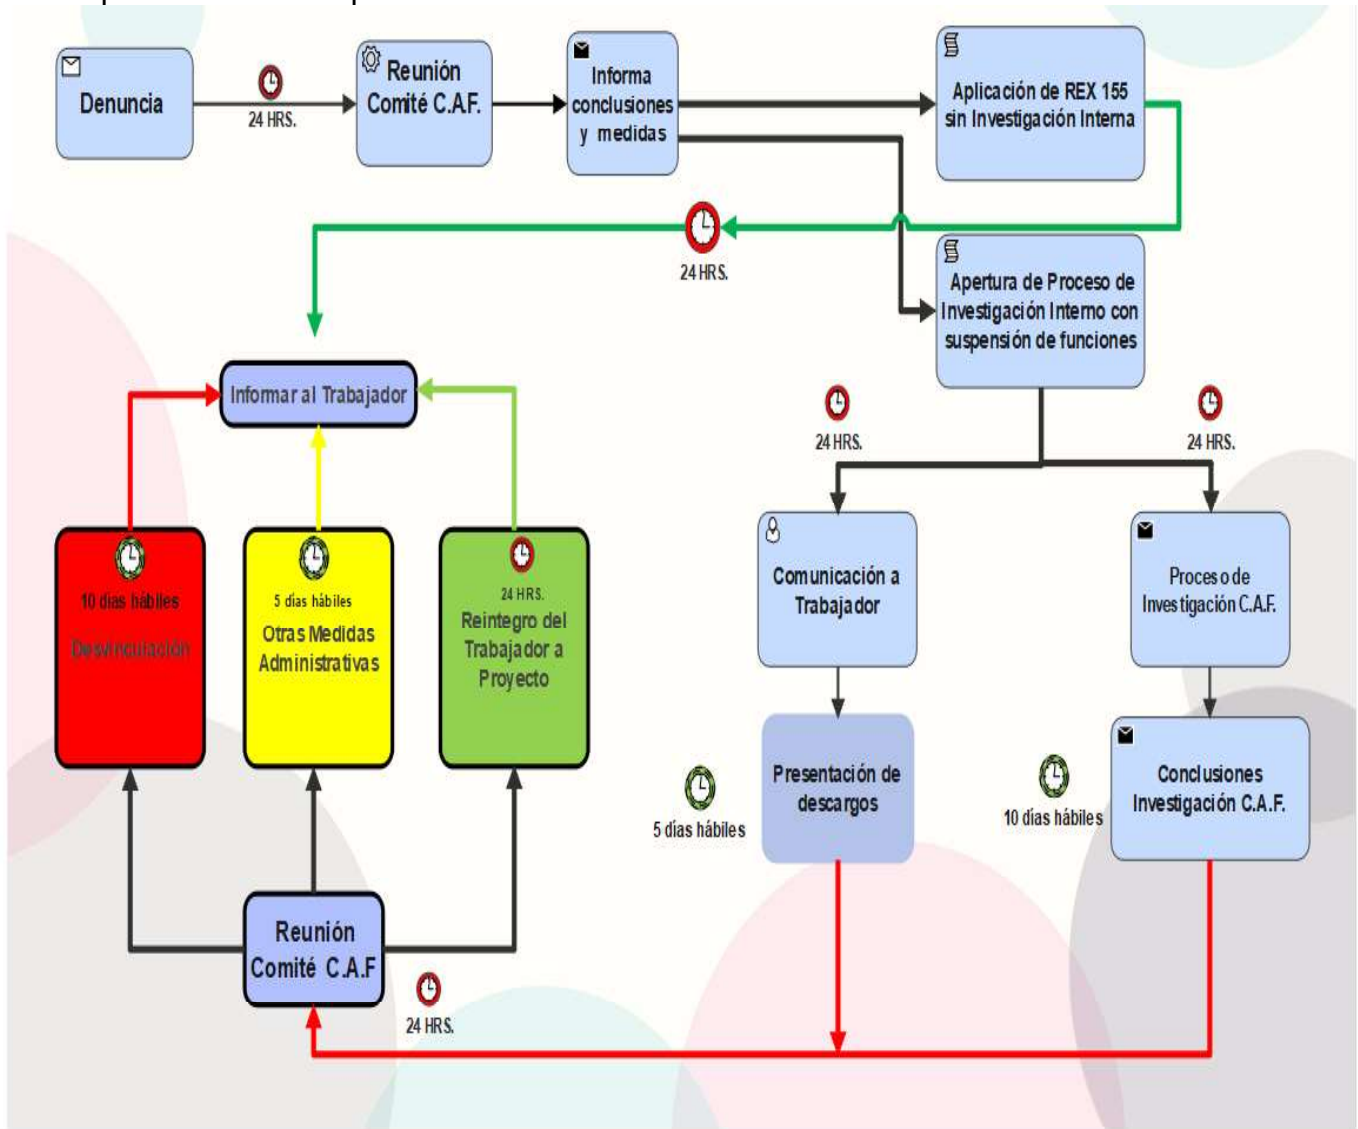 Denuncia
24 HRS.
Reunión
Comité C.A.F.
Informa
conclusiones
y medidas
Aplicación de REX 155
sin Investigación Interna
24 HRS.
Apertura de Proceso de
Investigación Interno con
suspensión de funciones
24 HRS.
24 HRS.
Informar al Trabajador
10 días hábiles
Desvinculación
5 días hábiles
Otras Medidas
Administrativas
24 HRS.
Reintegro del
Trabajador a
Proyecto
Comunicación a
Trabajador
Proceso de
Investigación C.A.F.
Presentación de
descargos
5 días hábiles
Conclusiones
Investigación C.A.F.
10 días hábiles
Reunión
Comité C.A.F
24 HRS.